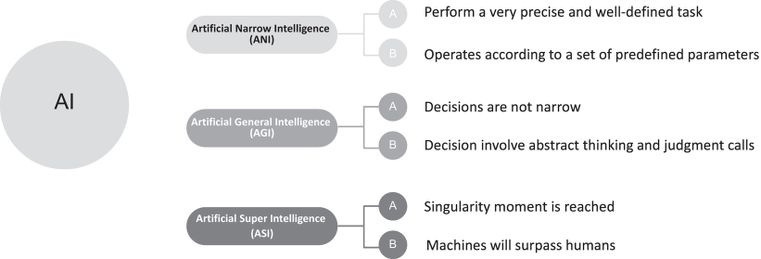 AI
Artificial Narrow Intelligence
(ANI)
A
Perform a very precise and well-defined task
B
Operates according to a set of predefined parameters
Artificial General Intelligence
(AGI)
A
Decisions are not narrow
B
Decision involve abstract thinking and judgment calls
Artificial Super Intelligence
(ASI)
A
Singularity moment is reached
B
Machines will surpass humans